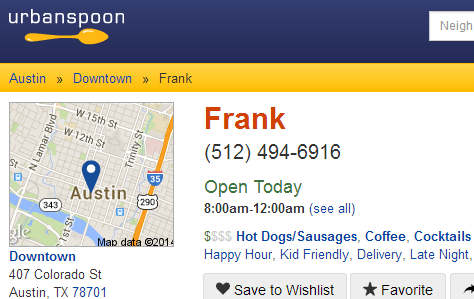 urbanspoon
Neigh
Austin » Downtown » Frank
W 15th St
W 12th St
N Lamar Blvd
Trinity St
35
Austin
343
290
W 1st St
Map data ©2014
Downtown
407 Colorado St
Austin, TX 78701
Frank
(512) 494-6916
Open Today
8:00am-12:00am (see all)
$$$$ Hot Dogs/Sausages, Coffee, Cocktails
Happy Hour, Kid Friendly, Delivery, Late Night,
Save to Wishlist
Favorite